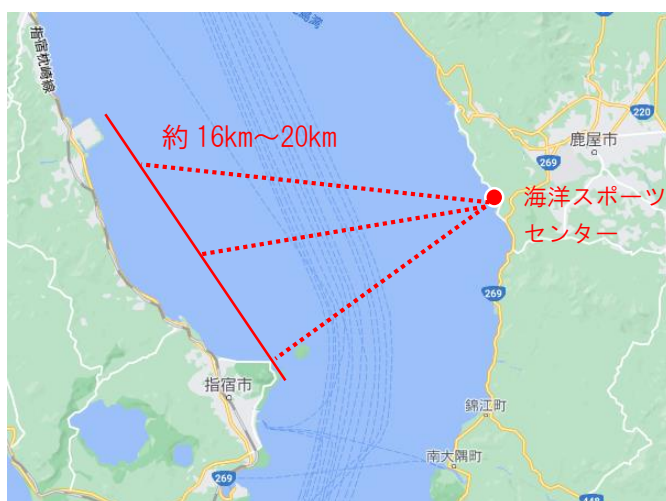 指宿枕崎線
約 16km～20km
220
鹿屋市
269
海洋スポーツ
センター
269
指宿市
錦江町
269
南大隅町
448